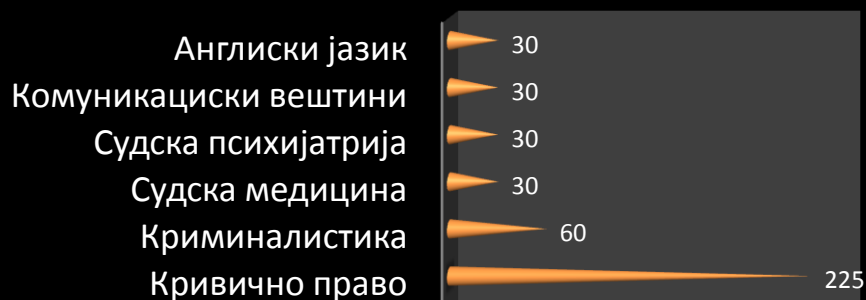 Англиски јазик 30
Комуникациски вештини 30
Судска психијатрија 30
Судска медицина 30
Криминалистика 60
Кривично право 225